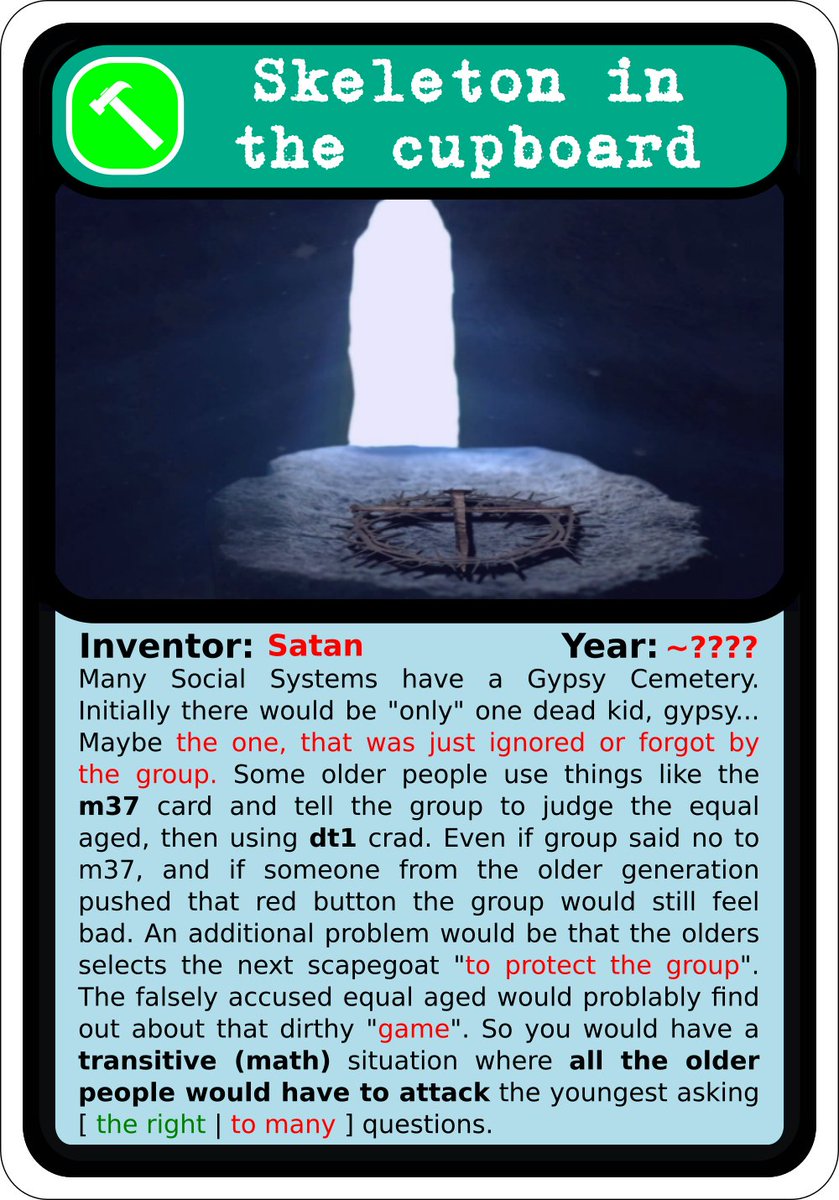 Skeleton in
the cupboard
Inventor: Satan Year: ~????
Many Social Systems have a Gypsy Cemetery.
Initially there would be "only" one dead kid, gypsy...
Maybe the one, that was just ignored or forgot by
the group. Some older people use things like the
m37 card and tell the group to judge the equal
aged, then using dt1 crad. Even if group said no to
m37, and if someone from the older generation
pushed that red button the group would still feel
bad. An additional problem would be that the olders
selects the next scapegoat "to protect the group".
The falsely accused equal aged would problably find
out about that dirthy "game". So you would have a
transitive (math) situation where all the older
people would have to attack the youngest asking
[ the right | to many ] questions.